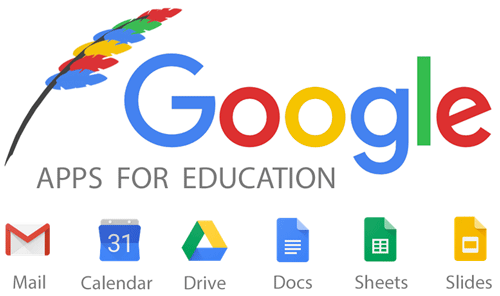 Google
APPS FOR EDUCATION
31
Mail Calendar Drive Docs Sheets Slides